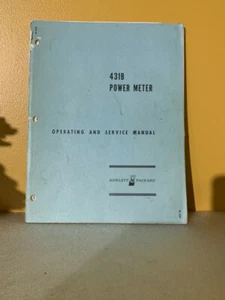 431B
POWER METER
OPERATING AND SERVICE MANUAL
HEWLETT PACKARD